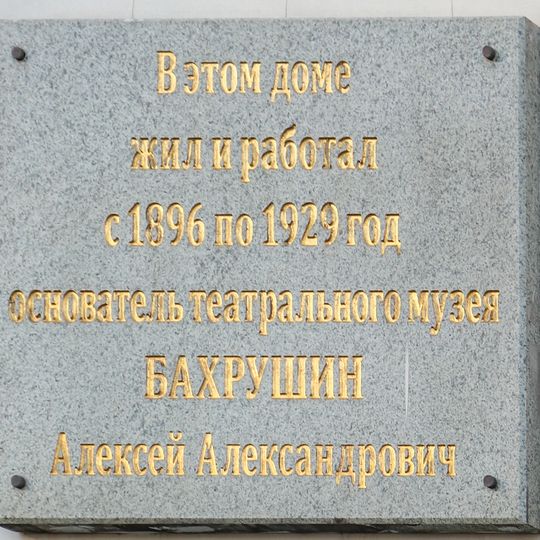 В этом доме
жил и работал
с 1896 по 1929 год
основатель театрального музея
БАХРУШИН
Алексей Александрович